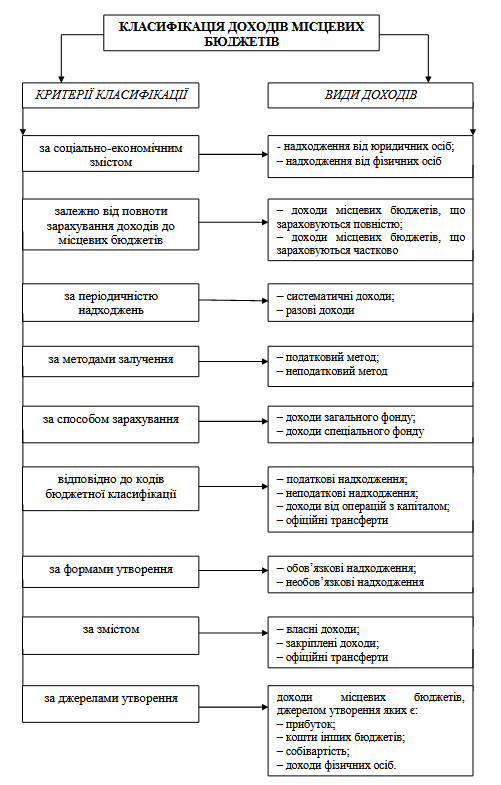 КЛАСИФІКАЦІЯ ДОХОДІВ МІСЦЕВИХ
БЮДЖЕТІВ
КРИТЕРІЇ КЛАСИФІКАЦІЇ
ВИДИ ДОХОДІВ
за соціально-економічним
змістом
- надходження від юридичних осіб;
– надходження від фізичних осіб
залежно від повноти
зарахування доходів до
місцевих бюджетів
– доходи місцевих бюджетів, що
зараховуються повністю;
– доходи місцевих бюджетів, що
зараховуються частково
за періодичністю
надходжень
– систематичні доходи;
– разові доходи
за методами залучення
– податковий метод;
– неподатковий метод
за способом зарахування
– доходи загального фонду;
– доходи спеціального фонду
відповідно до кодів
бюджетної класифікації
– податкові надходження;
– неподаткові надходження;
– доходи від операцій з капіталом;
– офіційні трансферти
за формами утворення
– обов’язкові надходження;
– необов’язкові надходження
за змістом
– власні доходи;
– закріплені доходи;
– офіційні трансферти
за джерелами утворення
доходи місцевих бюджетів,
джерелом утворення яких є:
– прибуток;
– кошти інших бюджетів;
– собівартість;
– доходи фізичних осіб.